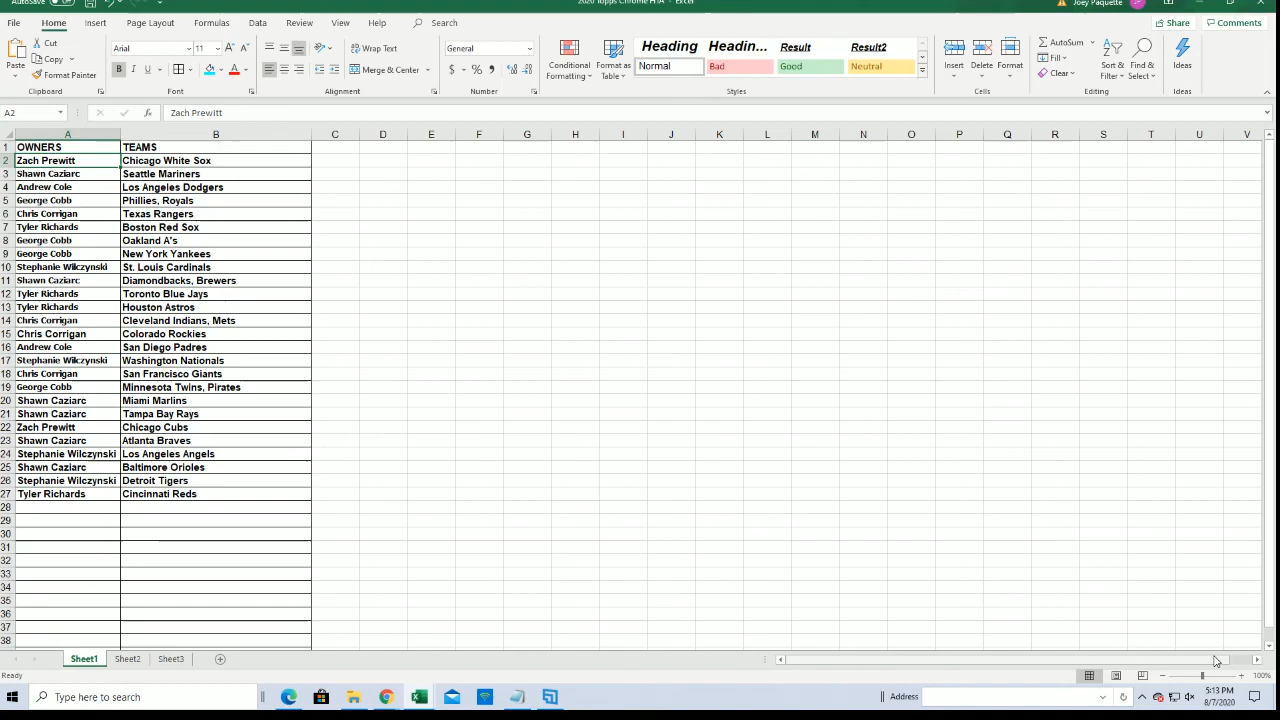 AutoSave Off 2020 Topps Chrome HTA - Excel Joey Paquette
File Home Insert Page Layout Formulas Data Review View Help Search Share Comments
Paste Cut Copy Format Painter Clipboard
Arial 11 B I U A Font
Wrap Text Merge & Center Alignment
General $ % , Number
Conditional Formatting Format as Table
Heading Headin... Result Result2
Normal Bad Good Neutral
Styles
Insert Delete Format Cells
AutoSum Fill Clear Sort & Filter Find & Select Editing
Ideas Ideas
A2 fx Zach Prewitt
A B C D E F G H I J K L M N O P Q R S T U V
1 OWNERS TEAMS
2 Zach Prewitt Chicago White Sox
3 Shawn Caziarc Seattle Mariners
4 Andrew Cole Los Angeles Dodgers
5 George Cobb Phillies, Royals
6 Chris Corrigan Texas Rangers
7 Tyler Richards Boston Red Sox
8 George Cobb Oakland A's
9 George Cobb New York Yankees
10 Stephanie Wilczynski St. Louis Cardinals
11 Shawn Caziarc Diamondbacks, Brewers
12 Tyler Richards Toronto Blue Jays
13 Tyler Richards Houston Astros
14 Chris Corrigan Cleveland Indians, Mets
15 Chris Corrigan Colorado Rockies
16 Andrew Cole San Diego Padres
17 Stephanie Wilczynski Washington Nationals
18 Chris Corrigan San Francisco Giants
19 George Cobb Minnesota Twins, Pirates
20 Shawn Caziarc Miami Marlins
21 Shawn Caziarc Tampa Bay Rays
22 Zach Prewitt Chicago Cubs
23 Shawn Caziarc Atlanta Braves
24 Stephanie Wilczynski Los Angeles Angels
25 Shawn Caziarc Baltimore Orioles
26 Stephanie Wilczynski Detroit Tigers
27 Tyler Richards Cincinnati Reds
28
29
30
31
32
33
34
35
36
37
38
Sheet1 Sheet2 Sheet3
Ready 100%
Type here to search Address 5:13 PM
8/7/2020